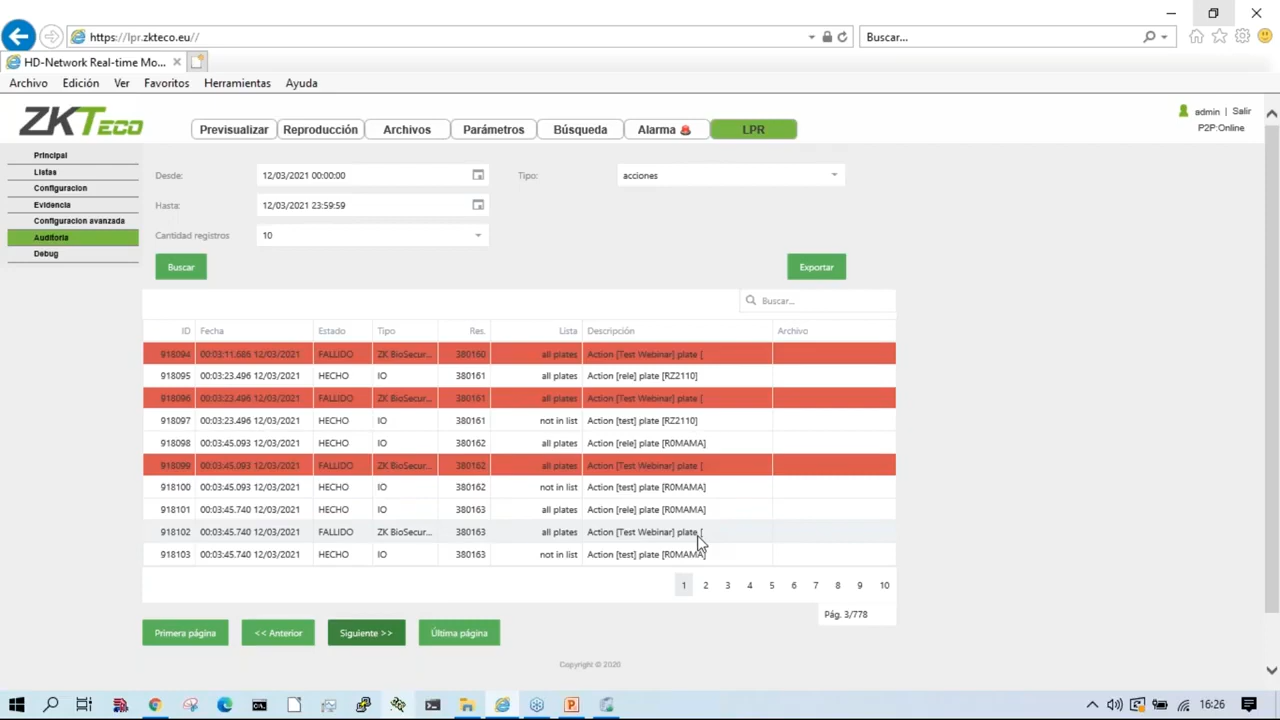 https://lpr.zkteco.eu//
Buscar...
HD-Network Real-time Mo...
Archivo Edición Ver Favoritos Herramientas Ayuda
ZKTeco
Previsualizar Reproducción Archivos Parámetros Búsqueda Alarma LPR
admin | Salir
P2P:Online
Principal
Listas
Configuracion
Evidencia
Configuracion avanzada
Auditoria
Debug
Desde: 12/03/2021 00:00:00 Tipo: acciones
Hasta: 12/03/2021 23:59:59
Cantidad registros 10
Buscar Exportar
Buscar...
ID Fecha Estado Tipo Res. Lista Descripción Archivo
918094 00:03:11.686 12/03/2021 FALLIDO ZK BioSecur... 380160 all plates Action [Test Webinar] plate [
918095 00:03:23.496 12/03/2021 HECHO IO 380161 all plates Action [rele] plate [RZ2110]
918096 00:03:23.496 12/03/2021 FALLIDO ZK BioSecur... 380161 all plates Action [Test Webinar] plate [
918097 00:03:23.496 12/03/2021 HECHO IO 380161 not in list Action [test] plate [RZ2110]
918098 00:03:45.093 12/03/2021 HECHO IO 380162 all plates Action [rele] plate [R0MAMA]
918099 00:03:45.093 12/03/2021 FALLIDO ZK BioSecur... 380162 all plates Action [Test Webinar] plate [
918100 00:03:45.093 12/03/2021 HECHO IO 380162 not in list Action [test] plate [R0MAMA]
918101 00:03:45.740 12/03/2021 HECHO IO 380163 all plates Action [rele] plate [R0MAMA]
918102 00:03:45.740 12/03/2021 FALLIDO ZK BioSecur... 380163 all plates Action [Test Webinar] plate [
918103 00:03:45.740 12/03/2021 HECHO IO 380163 not in list Action [test] plate [R0MAMA]
1 2 3 4 5 6 7 8 9 10
Pág. 3/778
Primera página << Anterior Siguiente >> Última página
Copyright © 2020
16:26